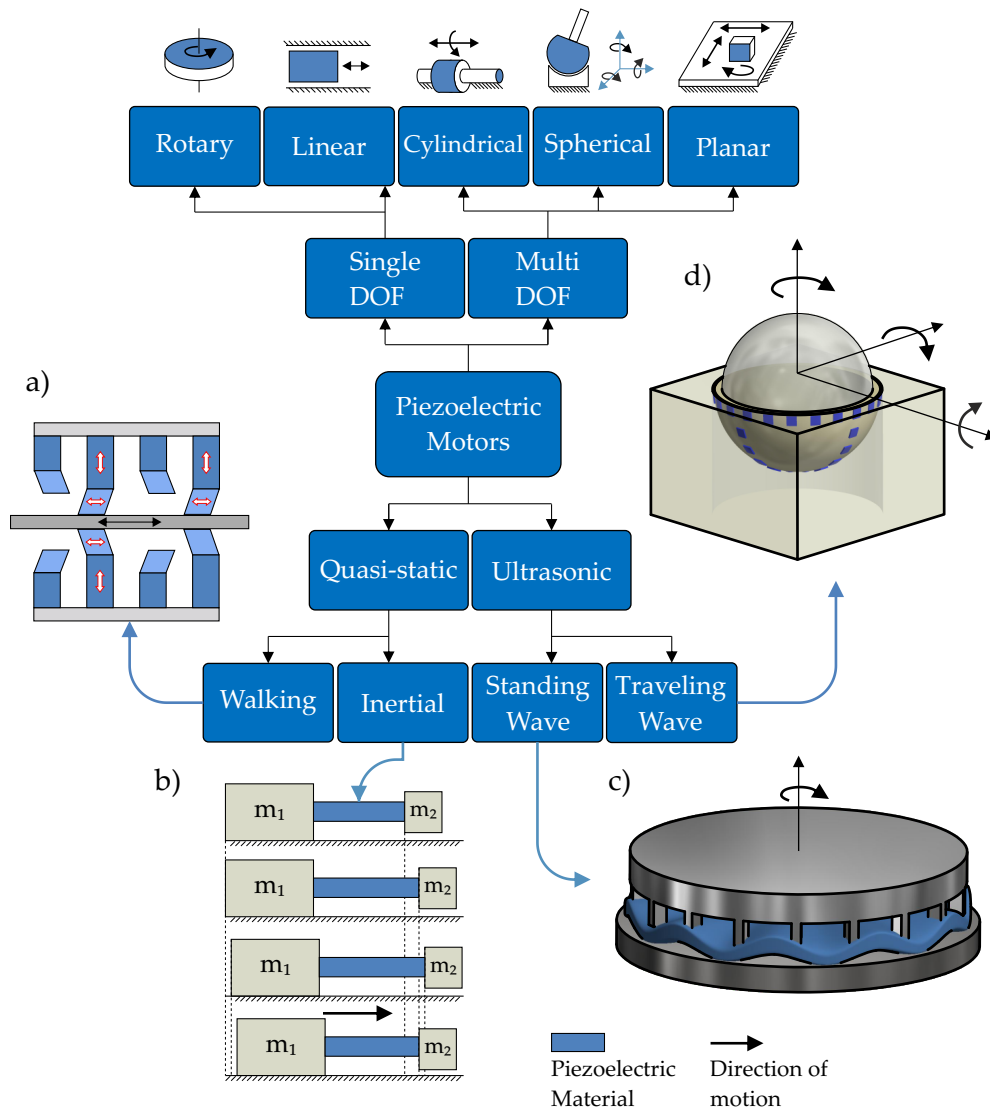 Rotary
Linear
Cylindrical
Spherical
Planar
Single
DOF
Multi
DOF
d)
a)
Piezoelectric
Motors
Quasi-static
Ultrasonic
Walking
Inertial
Standing
Wave
Traveling
Wave
b)
c)
m₁
m₂
m₁
m₂
m₁
m₂
m₁
m₂
Piezoelectric
Material
Direction of
motion